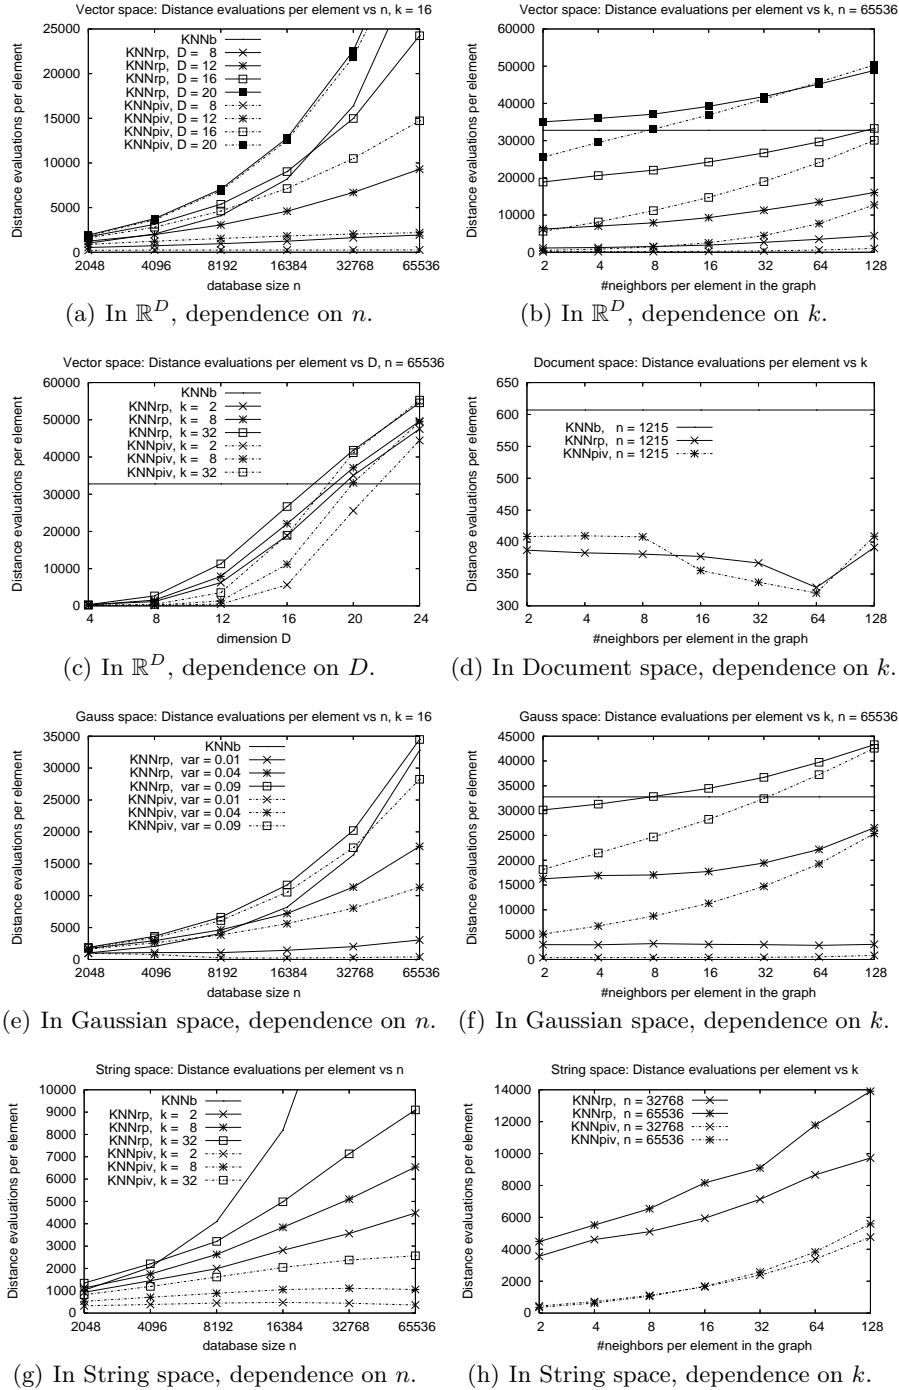 Vector space: Distance evaluations per element vs n, k = 16
Distance evaluations per element
25000
20000
15000
10000
5000
0
KNNb
KNNrp, D = 8
KNNrp, D = 12
KNNrp, D = 16
KNNrp, D = 20
KNNpiv, D = 8
KNNpiv, D = 12
KNNpiv, D = 16
KNNpiv, D = 20
2048 4096 8192 16384 32768 65536
database size n
(a) In ℝ^D, dependence on n.
Vector space: Distance evaluations per element vs k, n = 65536
Distance evaluations per element
60000
50000
40000
30000
20000
10000
0
2 4 8 16 32 64 128
#neighbors per element in the graph
(b) In ℝ^D, dependence on k.
Vector space: Distance evaluations per element vs D, n = 65536
Distance evaluations per element
60000
50000
40000
30000
20000
10000
0
KNNb
KNNrp, k = 2
KNNrp, k = 8
KNNrp, k = 32
KNNpiv, k = 2
KNNpiv, k = 8
KNNpiv, k = 32
4 8 12 16 20 24
dimension D
(c) In ℝ^D, dependence on D.
Document space: Distance evaluations per element vs k
Distance evaluations per element
650
600
550
500
450
400
350
300
KNNb, n = 1215
KNNrp, n = 1215
KNNpiv, n = 1215
2 4 8 16 32 64 128
#neighbors per element in the graph
(d) In Document space, dependence on k.
Gauss space: Distance evaluations per element vs n, k = 16
Distance evaluations per element
35000
30000
25000
20000
15000
10000
5000
0
KNNb
KNNrp, var = 0.01
KNNrp, var = 0.04
KNNrp, var = 0.09
KNNpiv, var = 0.01
KNNpiv, var = 0.04
KNNpiv, var = 0.09
2048 4096 8192 16384 32768 65536
database size n
(e) In Gaussian space, dependence on n.
Gauss space: Distance evaluations per element vs k, n = 65536
Distance evaluations per element
45000
40000
35000
30000
25000
20000
15000
10000
5000
0
2 4 8 16 32 64 128
#neighbors per element in the graph
(f) In Gaussian space, dependence on k.
String space: Distance evaluations per element vs n
Distance evaluations per element
10000
9000
8000
7000
6000
5000
4000
3000
2000
1000
0
KNNb
KNNrp, k = 2
KNNrp, k = 8
KNNrp, k = 32
KNNpiv, k = 2
KNNpiv, k = 8
KNNpiv, k = 32
2048 4096 8192 16384 32768 65536
database size n
(g) In String space, dependence on n.
String space: Distance evaluations per element vs k
Distance evaluations per element
14000
12000
10000
8000
6000
4000
2000
0
KNNrp, n = 32768
KNNrp, n = 65536
KNNpiv, n = 32768
KNNpiv, n = 65536
2 4 8 16 32 64 128
#neighbors per element in the graph
(h) In String space, dependence on k.